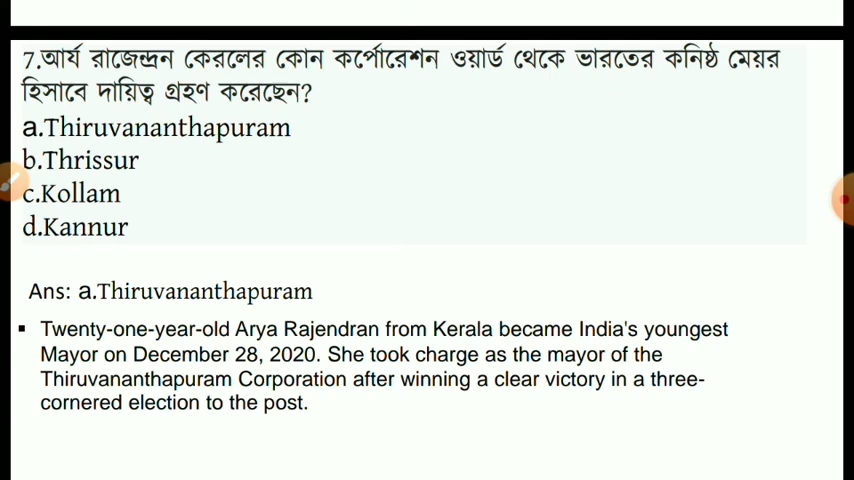 7.আর্য রাজেন্দ্রন কেরলের কোন কর্পোরেশন ওয়ার্ড থেকে ভারতের কনিষ্ঠ মেয়র
হিসাবে দায়িত্ব গ্রহণ করেছেন?
a.Thiruvananthapuram
b.Thrissur
c.Kollam
d.Kannur
Ans: a.Thiruvananthapuram
▪ Twenty-one-year-old Arya Rajendran from Kerala became India's youngest
Mayor on December 28, 2020. She took charge as the mayor of the
Thiruvananthapuram Corporation after winning a clear victory in a three-
cornered election to the post.